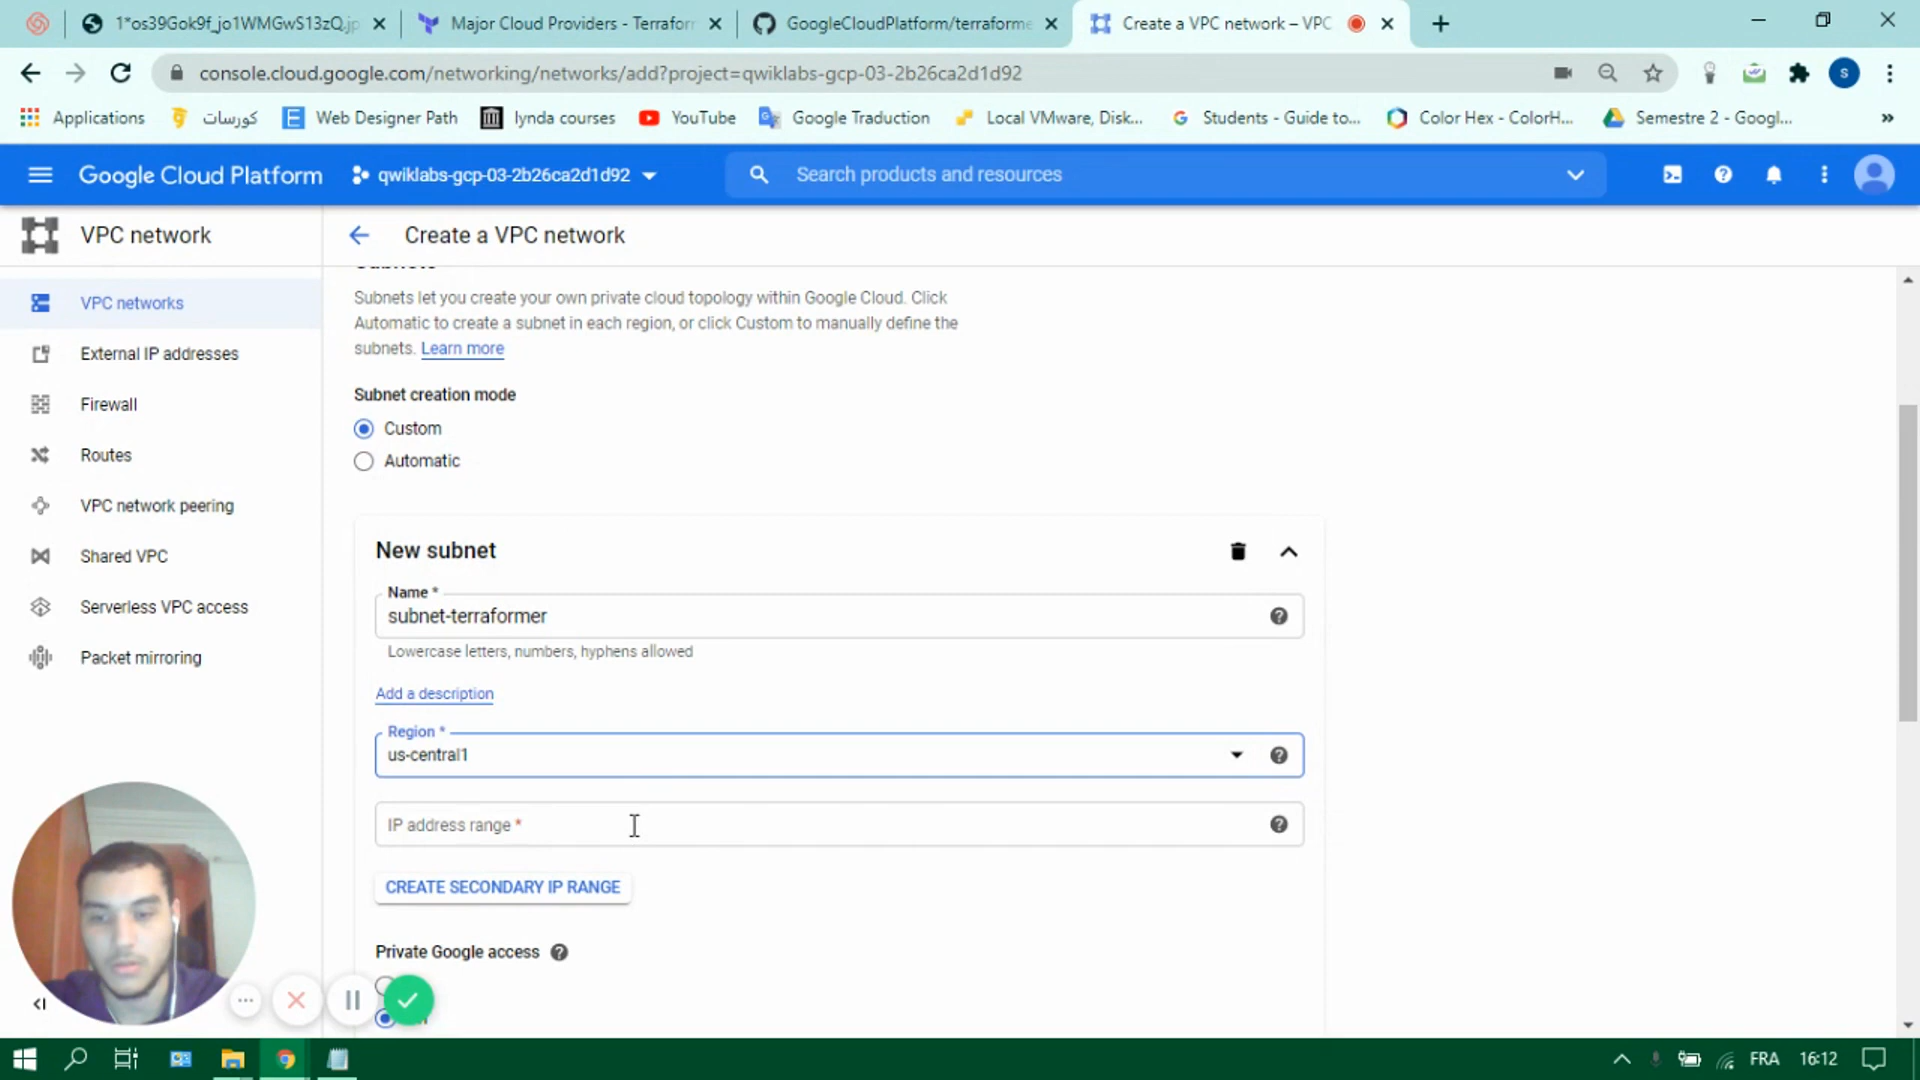 1*os39Gok9f_jo1WMGwS13zQ.jp
Major Cloud Providers - Terrafor
GoogleCloudPlatform/terraforme
Create a VPC network – VPC
console.cloud.google.com/networking/networks/add?project=qwiklabs-gcp-03-2b26ca2d1d92
S
Applications
كورسات
Web Designer Path
lynda courses
YouTube
Google Traduction
Local VMware, Disk...
Students - Guide to...
Color Hex - ColorH...
Semestre 2 - Googl...
»
Google Cloud Platform
qwiklabs-gcp-03-2b26ca2d1d92
Search products and resources
VPC network
Create a VPC network
VPC networks
External IP addresses
Firewall
Routes
VPC network peering
Shared VPC
Serverless VPC access
Packet mirroring
Subnets
Subnets let you create your own private cloud topology within Google Cloud. Click
Automatic to create a subnet in each region, or click Custom to manually define the
subnets. Learn more
Subnet creation mode
Custom
Automatic
New subnet
Name *
subnet-terraformer
Lowercase letters, numbers, hyphens allowed
Add a description
Region *
us-central1
IP address range *
CREATE SECONDARY IP RANGE
Private Google access
FRA
16:12